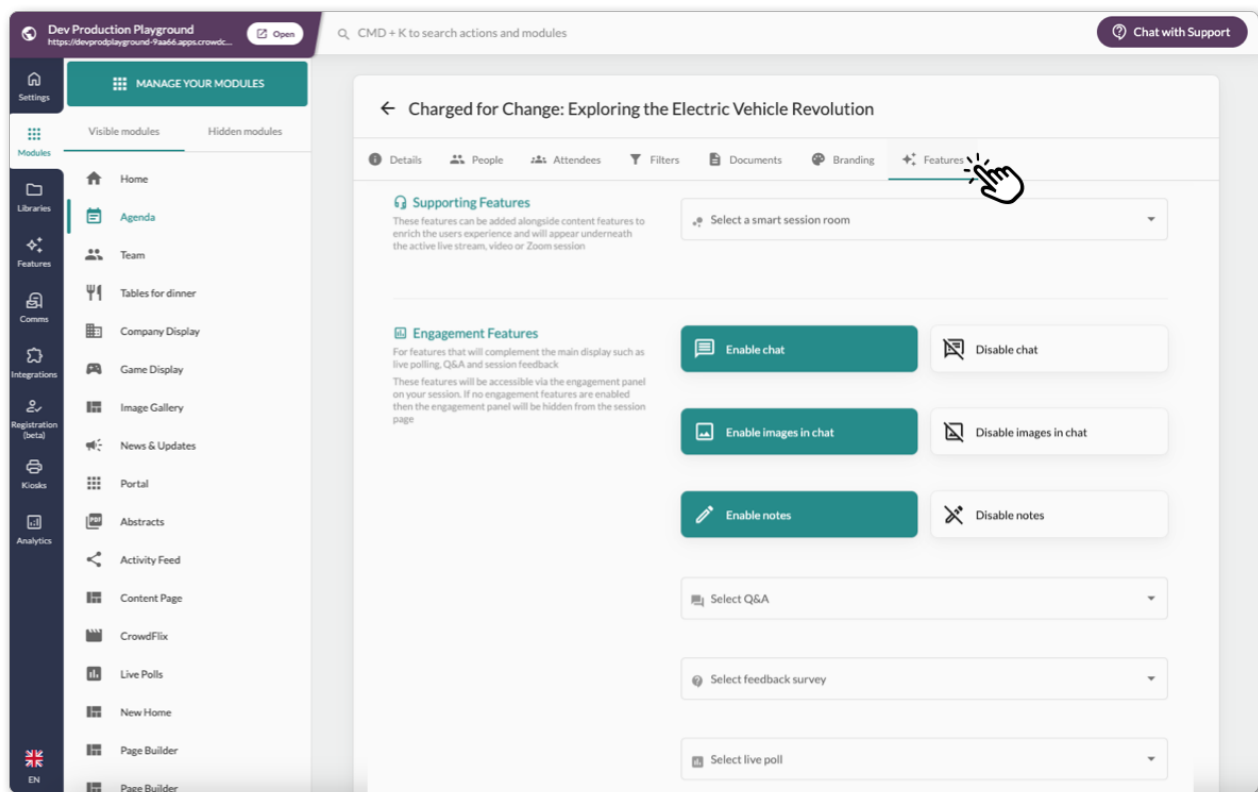 Dev Production Playground
https://devprodplayground-9aa66.apps.crowdc...
Open
CMD + K to search actions and modules
Chat with Support
Settings
Modules
Libraries
Features
Comms
Integrations
Registration
(beta)
Kiosks
Analytics
EN
MANAGE YOUR MODULES
Visible modules
Hidden modules
Home
Agenda
Team
Tables for dinner
Company Display
Game Display
Image Gallery
News & Updates
Portal
PDF
Abstracts
Activity Feed
Content Page
CrowdFlix
Live Polls
New Home
Page Builder
Page Builder
Charged for Change: Exploring the Electric Vehicle Revolution
Details
People
Attendees
Filters
Documents
Branding
Features
Supporting Features
These features can be added alongside content features to
enrich the users experience and will appear underneath
the active live stream, video or Zoom session
Select a smart session room
Engagement Features
For features that will complement the main display such as
live polling, Q&A and session feedback
These features will be accessible via the engagement panel
on your session. If no engagement features are enabled
then the engagement panel will be hidden from the session
page
Enable chat
Disable chat
Enable images in chat
Disable images in chat
Enable notes
Disable notes
Select Q&A
Select feedback survey
Select live poll